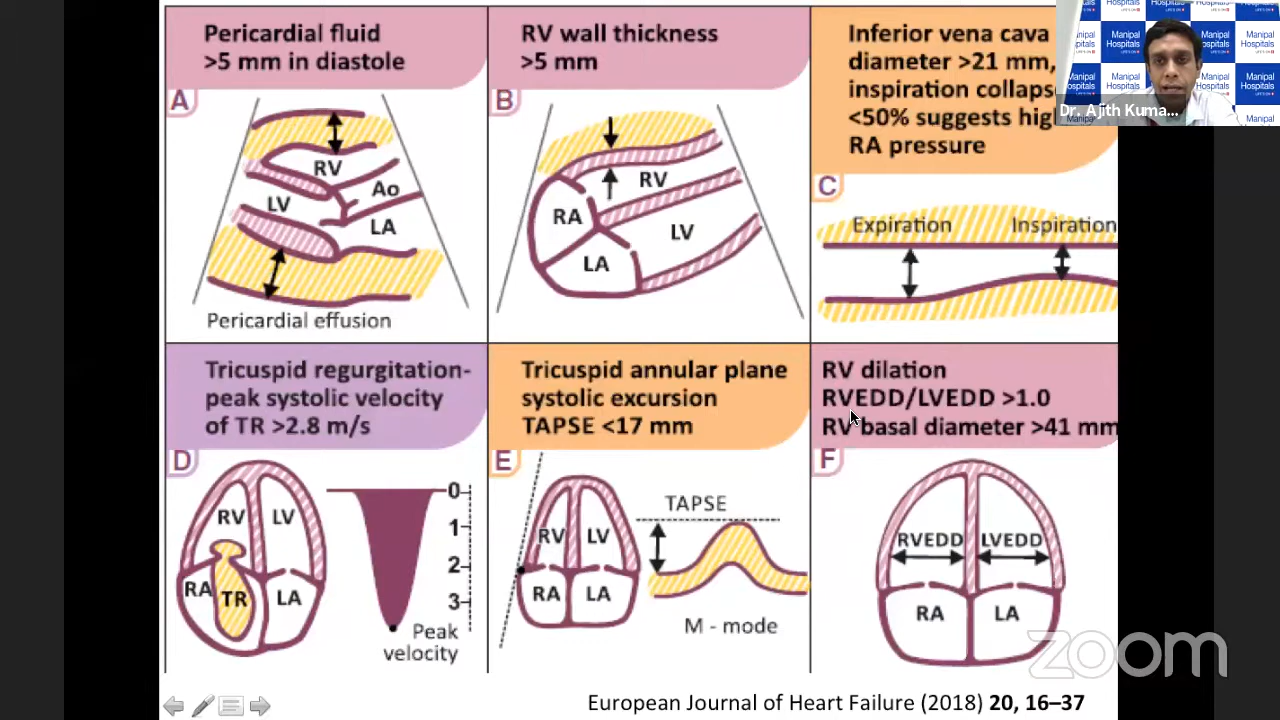 Pericardial fluid
>5 mm in diastole
A
RV
Ao
LV
LA
Pericardial effusion
RV wall thickness
>5 mm
B
RV
RA
LV
LA
Inferior vena cava
diameter >21 mm,
inspiration
<50% suggests
RA pressure
C
Expiration
Inspiration
Manipal
Hospitals
Dr. Ajith Kuma...
Tricuspid regurgitation-
peak systolic velocity
of TR >2.8 m/s
D
RV LV
RA TR LA
0
1
2
3
Peak
velocity
Tricuspid annular plane
systolic excursion
TAPSE <17 mm
E
TAPSE
RV LV
RA LA
M - mode
RV dilation
RVEDD/LVEDD >1.0
RV basal diameter >41 mm
F
RVEDD LVEDD
RA LA
zoom
European Journal of Heart Failure (2018) 20, 16–37